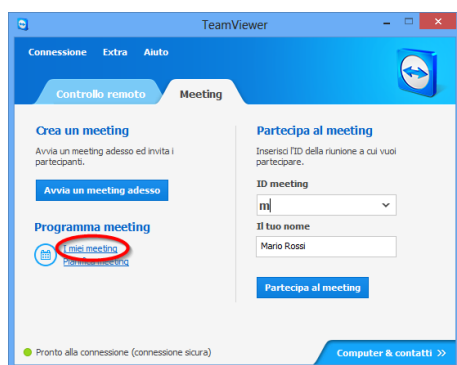 TeamViewer
Connessione Extra Aiuto
Controllo remoto
Meeting
Crea un meeting
Avvia un meeting adesso ed invita i
partecipanti.
Avvia un meeting adesso
Programma meeting
I miei meeting
Pianifica meeting
Partecipa al meeting
Inserisci l'ID della riunione a cui vuoi
partecipare.
ID meeting
m
Il tuo nome
Mario Rossi
Partecipa al meeting
Pronto alla connessione (connessione sicura)
Computer & contatti >>